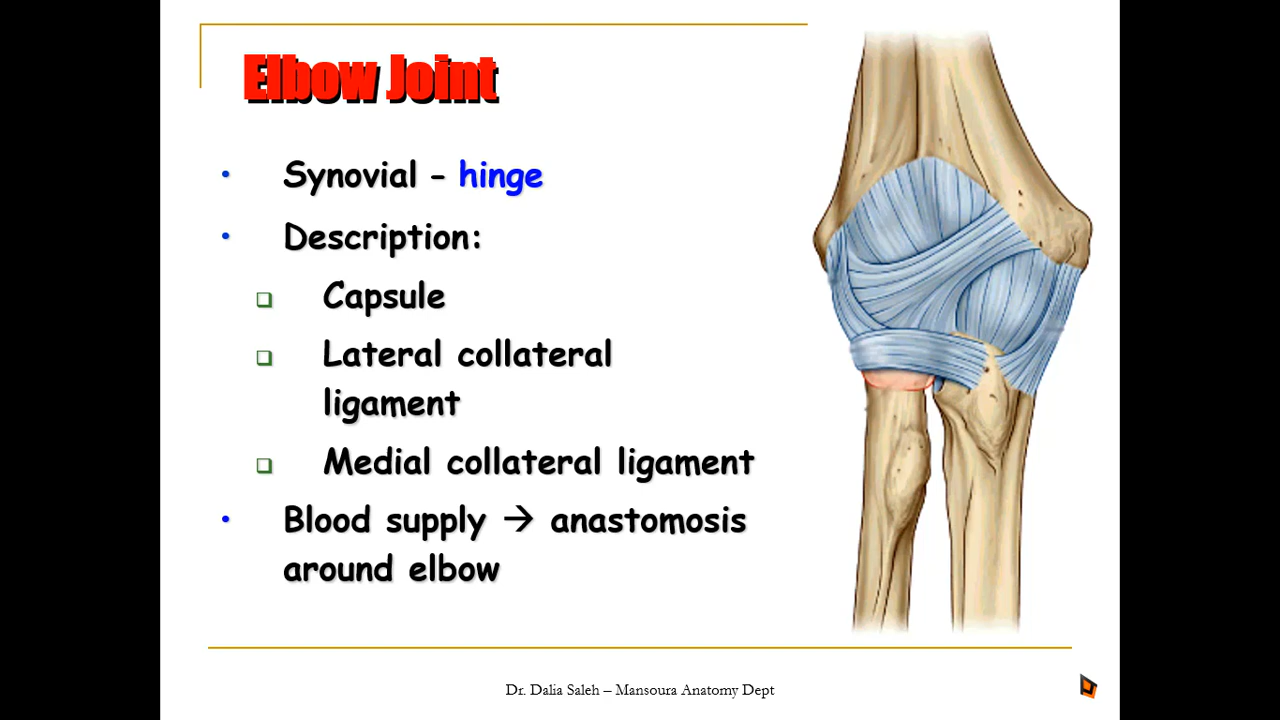 Elbow Joint
• Synovial – hinge
• Description:
❑ Capsule
❑ Lateral collateral
ligament
❑ Medial collateral ligament
• Blood supply → anastomosis
around elbow
Dr. Dalia Saleh – Mansoura Anatomy Dept